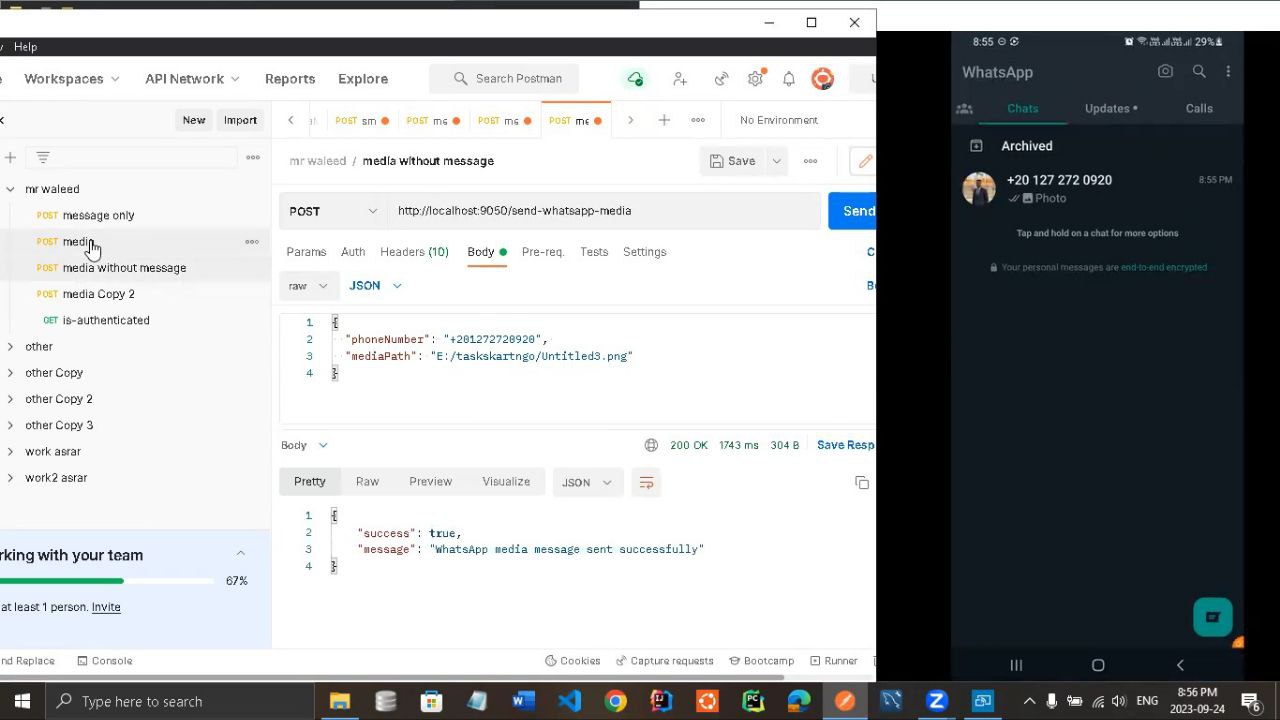 Help
Workspaces
API Network
Reports
Explore
Search Postman
New
Import
POST
POST
POST
POST
No Environment
mr waleed / media without message
Save
mr waleed
POST message only
POST media
POST media without message
POST media Copy 2
GET is-authenticated
other
other Copy
other Copy 2
other Copy 3
work asrar
work2 asrar
POST
http://localhost:9050/send-whatsapp-media
Send
Params
Auth
Headers (10)
Body
Pre-req.
Tests
Settings
raw
JSON
1 {
2 "phoneNumber": "+201272720920",
3 "mediaPath": "E:/taskskartngo/Untitled3.png"
4 }
Body
200 OK
1743 ms
304 B
Save Resp
Pretty
Raw
Preview
Visualize
JSON
1 {
2 "success": true,
3 "message": "WhatsApp media message sent successfully"
4 }
rking with your team
67%
at least 1 person. Invite
nd Replace
Console
Cookies
Capture requests
Bootcamp
Runner
Type here to search
ENG
8:56 PM
2023-09-24
6
8:55
29%
WhatsApp
Chats
Updates
Calls
Archived
+20 127 272 0920
8:55 PM
Photo
Tap and hold on a chat for more options
Your personal messages are end-to-end encrypted